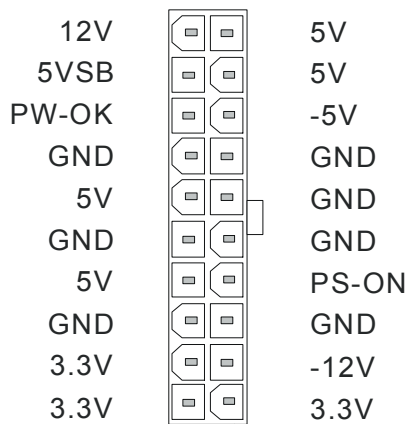 12V 5V
5VSB 5V
PW-OK -5V
GND GND
5V GND
GND GND
5V PS-ON
GND GND
3.3V -12V
3.3V 3.3V